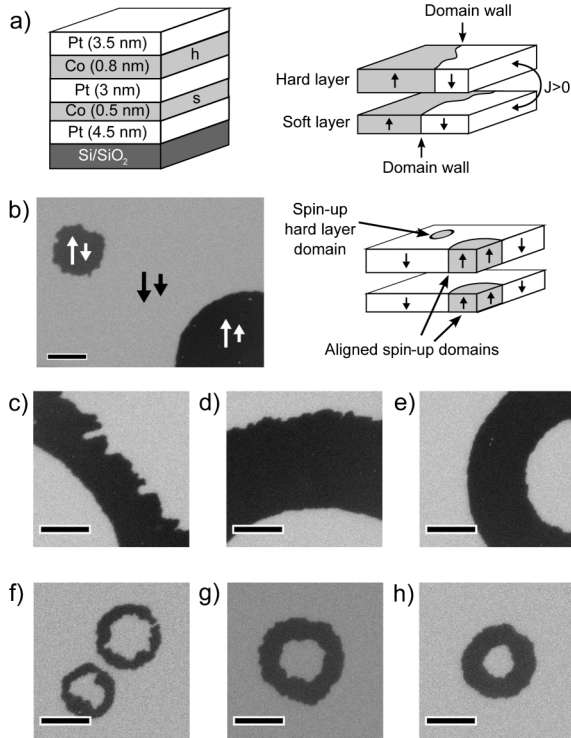 a)
Pt (3.5 nm)
Co (0.8 nm)
Pt (3 nm)
Co (0.5 nm)
Pt (4.5 nm)
Si/SiO₂
h
s
Domain wall
Hard layer
J>0
Soft layer
Domain wall
b)
Spin-up
hard layer
domain
Aligned spin-up domains
c)
d)
e)
f)
g)
h)